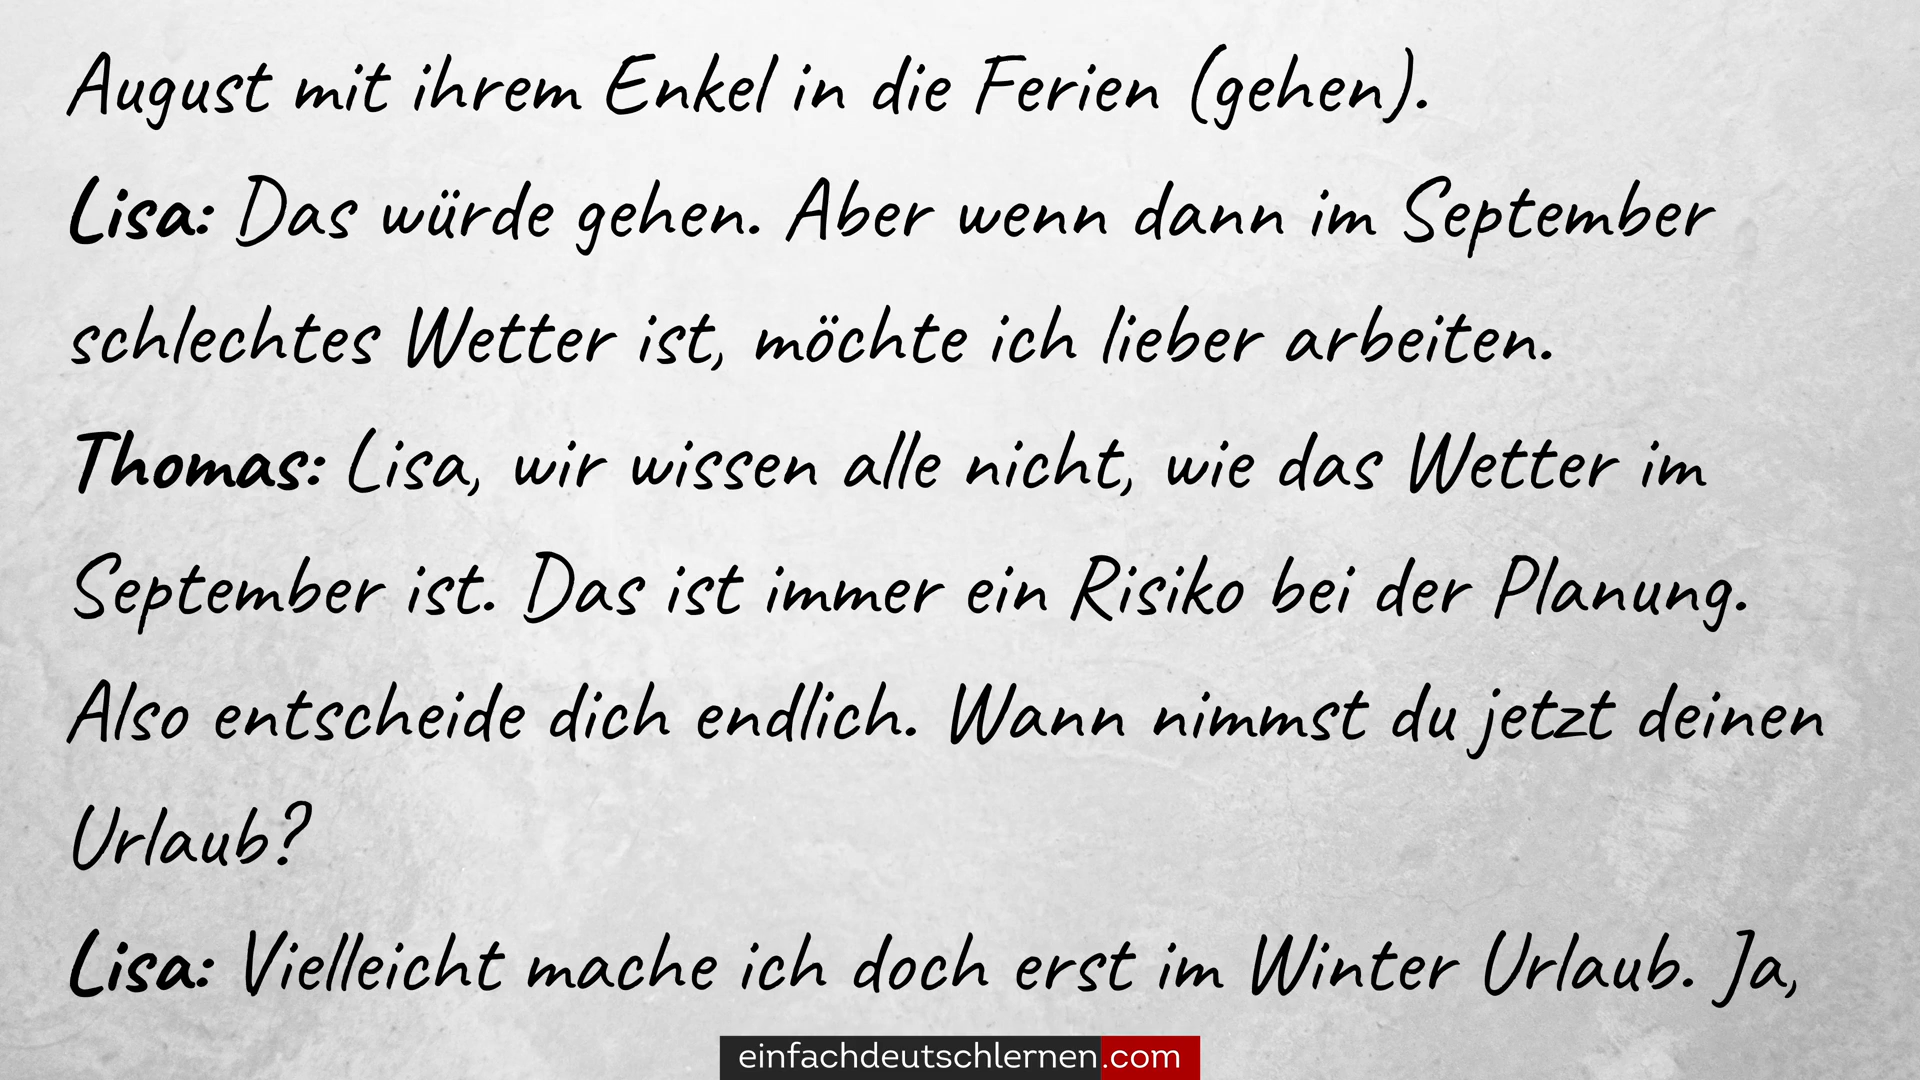 August mit ihrem Enkel in die Ferien (gehen).
Lisa: Das würde gehen. Aber wenn dann im September
schlechtes Wetter ist, möchte ich lieber arbeiten.
Thomas: Lisa, wir wissen alle nicht, wie das Wetter im
September ist. Das ist immer ein Risiko bei der Planung.
Also entscheide dich endlich. Wann nimmst du jetzt deinen
Urlaub?
Lisa: Vielleicht mache ich doch erst im Winter Urlaub. Ja,
einfachdeutschlernen.com